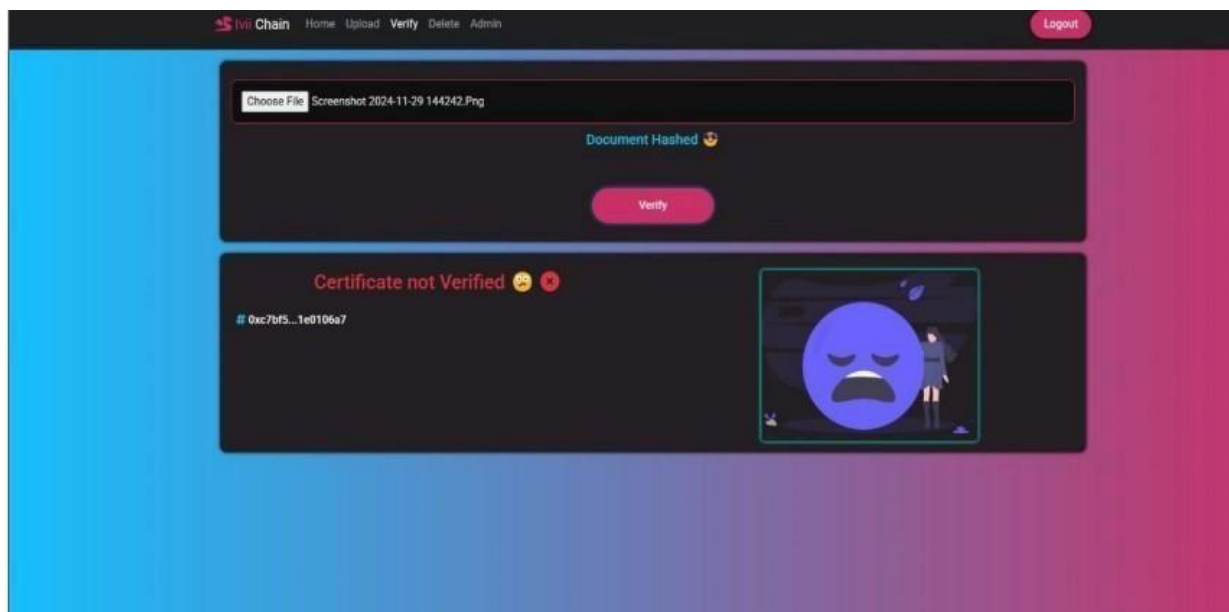 Ivii Chain Home Upload Verify Delete Admin Logout
Choose File Screenshot 2024-11-29 144242.Png
Document Hashed
Verify
Certificate not Verified
# 0xc7bf5...1e0106a7